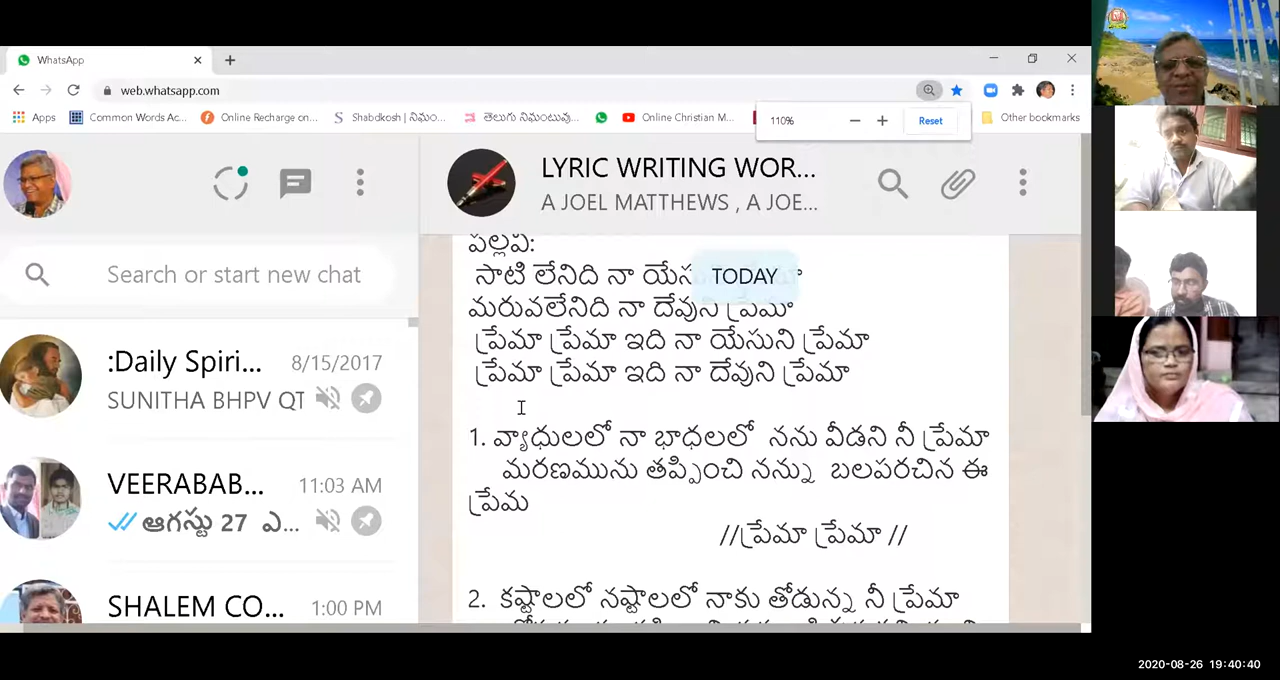 WhatsApp
web.whatsapp.com
Apps
Common Words Ac...
Online Recharge on...
Shabdkosh | నిఘం...
తెలుగు నిఘంటువు...
Online Christian M...
Other bookmarks
110%
Reset
LYRIC WRITING WOR...
A JOEL MATTHEWS , A JOE...
Search or start new chat
:Daily Spiri...
8/15/2017
SUNITHA BHPV QT
VEERABAB...
11:03 AM
ఆగస్టు 27 ఎ...
SHALEM CO...
1:00 PM
TODAY
పల్లవి:
సాటి లేనిది నా
మరువలేనిది నా దేవుని ప్రేమా
ప్రేమా ప్రేమా ఇది నా యేసుని ప్రేమా
ప్రేమా ప్రేమా ఇది నా దేవుని ప్రేమా
1. వ్యాధులలో నా భాధలలో నను వీడని నీ ప్రేమా
మరణమును తప్పించి నన్ను బలపరచిన ఈ
ప్రేమ
//ప్రేమా ప్రేమా //
2. కష్టాలలో నష్టాలలో నాకు తోడున్న నీ ప్రేమా
2020-08-26 19:40:40